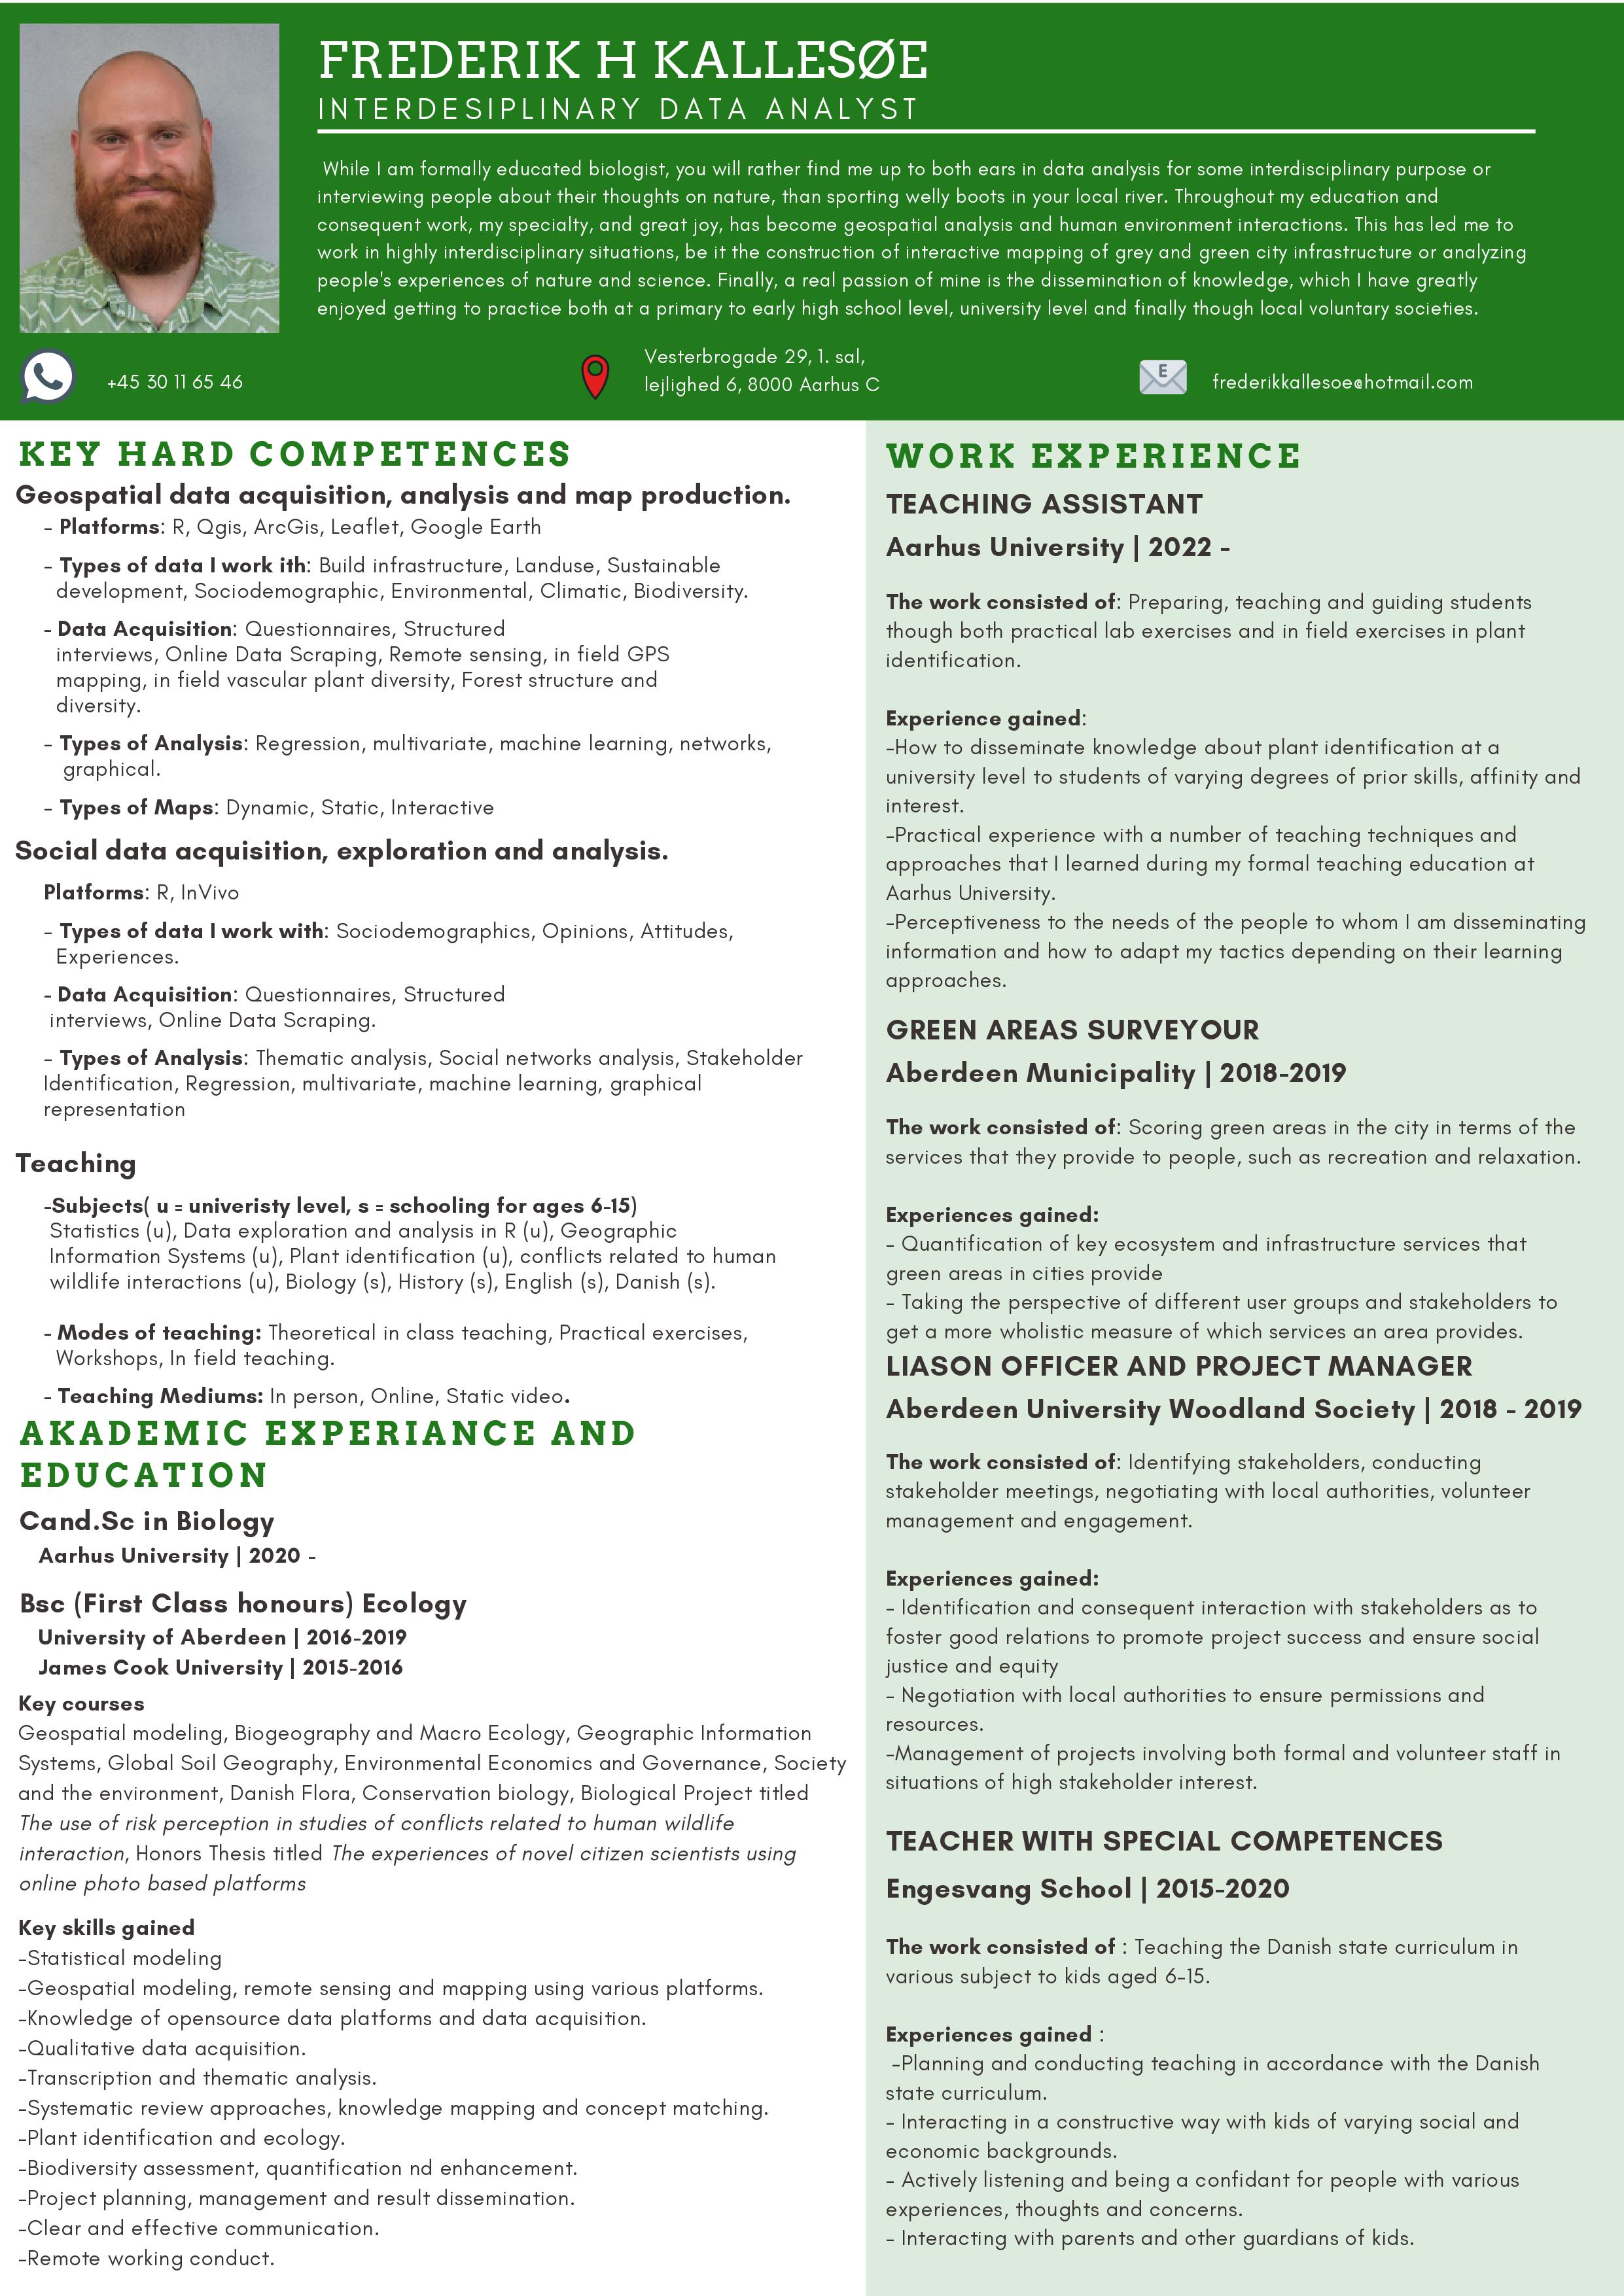 FREDERIK H KALLESØE
INTERDESIPLINARY DATA ANALYST
While I am formally educated biologist, you will rather find me up to both ears in data analysis for some interdisciplinary purpose or
interviewing people about their thoughts on nature, than sporting welly boots in your local river. Throughout my education and
consequent work, my specialty, and great joy, has become geospatial analysis and human environment interactions. This has led me to
work in highly interdisciplinary situations, be it the construction of interactive mapping of grey and green city infrastructure or analyzing
people's experiences of nature and science. Finally, a real passion of mine is the dissemination of knowledge, which I have greatly
enjoyed getting to practice both at a primary to early high school level, university level and finally though local voluntary societies.
+45 30 11 65 46
Vesterbrogade 29, 1. sal,
lejlighed 6, 8000 Aarhus C
E
frederikkallesoe@hotmail.com
KEY HARD COMPETENCES
Geospatial data acquisition, analysis and map production.
- Platforms: R, Qgis, ArcGis, Leaflet, Google Earth
- Types of data I work ith: Build infrastructure, Landuse, Sustainable
development, Sociodemographic, Environmental, Climatic, Biodiversity.
- Data Acquisition: Questionnaires, Structured
interviews, Online Data Scraping, Remote sensing, in field GPS
mapping, in field vascular plant diversity, Forest structure and
diversity.
- Types of Analysis: Regression, multivariate, machine learning, networks,
graphical.
- Types of Maps: Dynamic, Static, Interactive
Social data acquisition, exploration and analysis.
Platforms: R, InVivo
- Types of data I work with: Sociodemographics, Opinions, Attitudes,
Experiences.
- Data Acquisition: Questionnaires, Structured
interviews, Online Data Scraping.
- Types of Analysis: Thematic analysis, Social networks analysis, Stakeholder
Identification, Regression, multivariate, machine learning, graphical
representation
Teaching
-Subjects( u = univeristy level, s = schooling for ages 6-15)
Statistics (u), Data exploration and analysis in R (u), Geographic
Information Systems (u), Plant identification (u), conflicts related to human
wildlife interactions (u), Biology (s), History (s), English (s), Danish (s).
- Modes of teaching: Theoretical in class teaching, Practical exercises,
Workshops, In field teaching.
- Teaching Mediums: In person, Online, Static video.
AKADEMIC EXPERIANCE AND
EDUCATION
Cand.Sc in Biology
Aarhus University | 2020 -
Bsc (First Class honours) Ecology
University of Aberdeen | 2016-2019
James Cook University | 2015-2016
Key courses
Geospatial modeling, Biogeography and Macro Ecology, Geographic Information
Systems, Global Soil Geography, Environmental Economics and Governance, Society
and the environment, Danish Flora, Conservation biology, Biological Project titled
The use of risk perception in studies of conflicts related to human wildlife
interaction, Honors Thesis titled The experiences of novel citizen scientists using
online photo based platforms
Key skills gained
-Statistical modeling
-Geospatial modeling, remote sensing and mapping using various platforms.
-Knowledge of opensource data platforms and data acquisition.
-Qualitative data acquisition.
-Transcription and thematic analysis.
-Systematic review approaches, knowledge mapping and concept matching.
-Plant identification and ecology.
-Biodiversity assessment, quantification nd enhancement.
-Project planning, management and result dissemination.
-Clear and effective communication.
-Remote working conduct.
WORK EXPERIENCE
TEACHING ASSISTANT
Aarhus University | 2022 -
The work consisted of: Preparing, teaching and guiding students
though both practical lab exercises and in field exercises in plant
identification.
Experience gained:
-How to disseminate knowledge about plant identification at a
university level to students of varying degrees of prior skills, affinity and
interest.
-Practical experience with a number of teaching techniques and
approaches that I learned during my formal teaching education at
Aarhus University.
-Perceptiveness to the needs of the people to whom I am disseminating
information and how to adapt my tactics depending on their learning
approaches.
GREEN AREAS SURVEYOUR
Aberdeen Municipality | 2018-2019
The work consisted of: Scoring green areas in the city in terms of the
services that they provide to people, such as recreation and relaxation.
Experiences gained:
- Quantification of key ecosystem and infrastructure services that
green areas in cities provide
- Taking the perspective of different user groups and stakeholders to
get a more wholistic measure of which services an area provides.
LIASON OFFICER AND PROJECT MANAGER
Aberdeen University Woodland Society | 2018 - 2019
The work consisted of: Identifying stakeholders, conducting
stakeholder meetings, negotiating with local authorities, volunteer
management and engagement.
Experiences gained:
- Identification and consequent interaction with stakeholders as to
foster good relations to promote project success and ensure social
justice and equity
- Negotiation with local authorities to ensure permissions and
resources.
-Management of projects involving both formal and volunteer staff in
situations of high stakeholder interest.
TEACHER WITH SPECIAL COMPETENCES
Engesvang School | 2015-2020
The work consisted of : Teaching the Danish state curriculum in
various subject to kids aged 6-15.
Experiences gained :
-Planning and conducting teaching in accordance with the Danish
state curriculum.
- Interacting in a constructive way with kids of varying social and
economic backgrounds.
- Actively listening and being a confidant for people with various
experiences, thoughts and concerns.
- Interacting with parents and other guardians of kids.